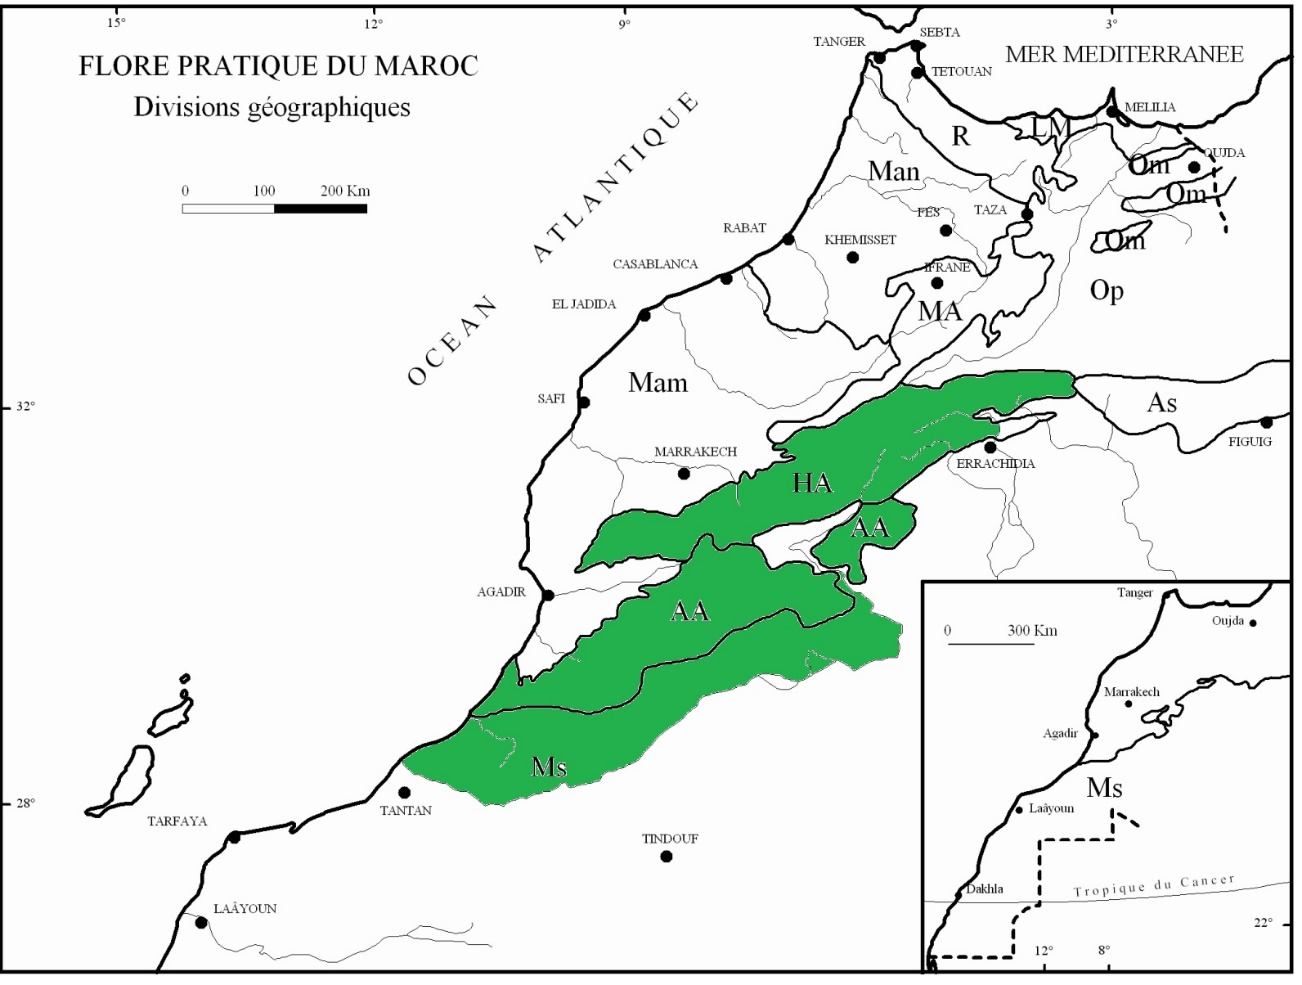 15°
12°
9°
3°
FLORE PRATIQUE DU MAROC
Divisions géographiques
0 100 200 Km
OCEAN ATLANTIQUE
MER MEDITERRANEE
TANGER
SEBTA
TETOUAN
MELILIA
R
LM
Man
Om
OUJDA
Om
Om
FES
TAZA
RABAT
KHEMISSET
CASABLANCA
IFRANE
Op
EL JADIDA
MA
Mam
SAFI
32°
As
FIGUIG
MARRAKECH
ERRACHIDIA
HA
AA
AGADIR
AA
Ms
28°
TANTAN
TARFAYA
TINDOUF
LAÂYOUN
Tanger
Oujda
0 300 Km
Marrakech
Agadir
Ms
Laâyoun
Dakhla
Tropique du Cancer
22°
12°
8°